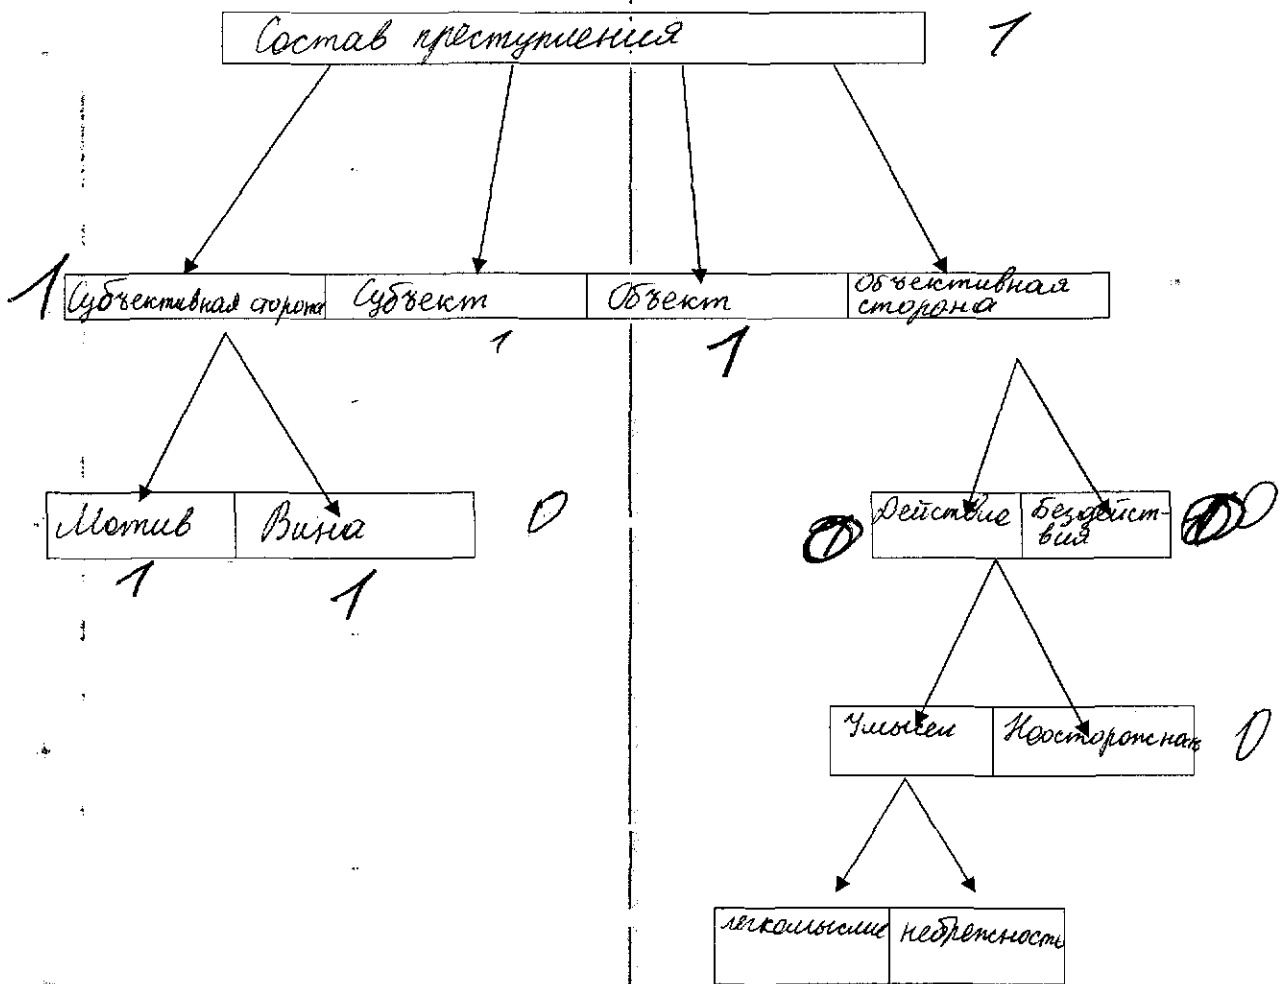 Состав преступления
1
1
Субъективная сторона
Субъект
Объект
Объективная
сторона
1
1
Мотив
Вина
0
Действие
Бездейст-
вия
0
1
1
Умысел
0
легкомыслие
небрежность